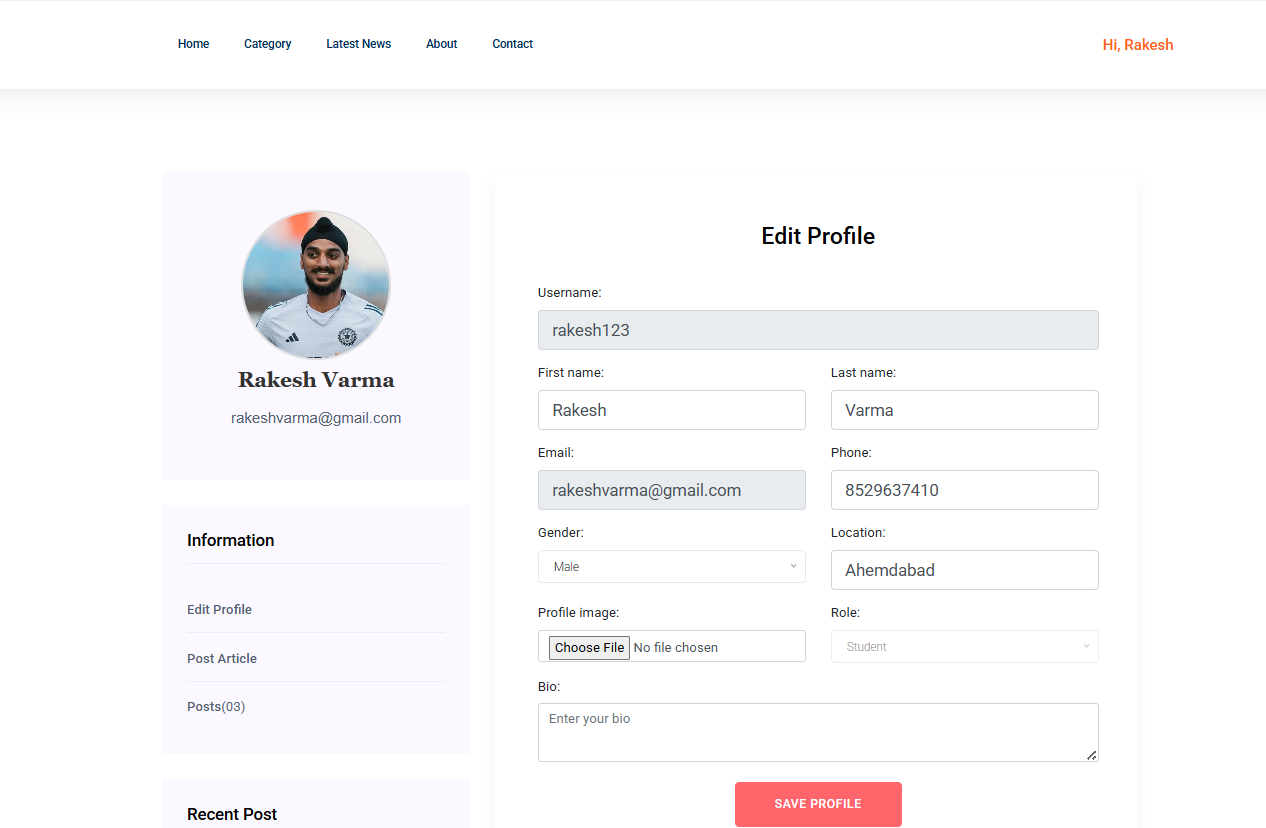 Home Category Latest News About Contact Hi, Rakesh
Rakesh Varma
rakeshvarma@gmail.com
Information
Edit Profile
Post Article
Posts(03)
Recent Post
Edit Profile
Username:
rakesh123
First name: Last name:
Rakesh Varma
Email: Phone:
rakeshvarma@gmail.com 8529637410
Gender: Location:
Male Ahemdabad
Profile image: Role:
Choose File No file chosen Student
Bio:
Enter your bio
SAVE PROFILE